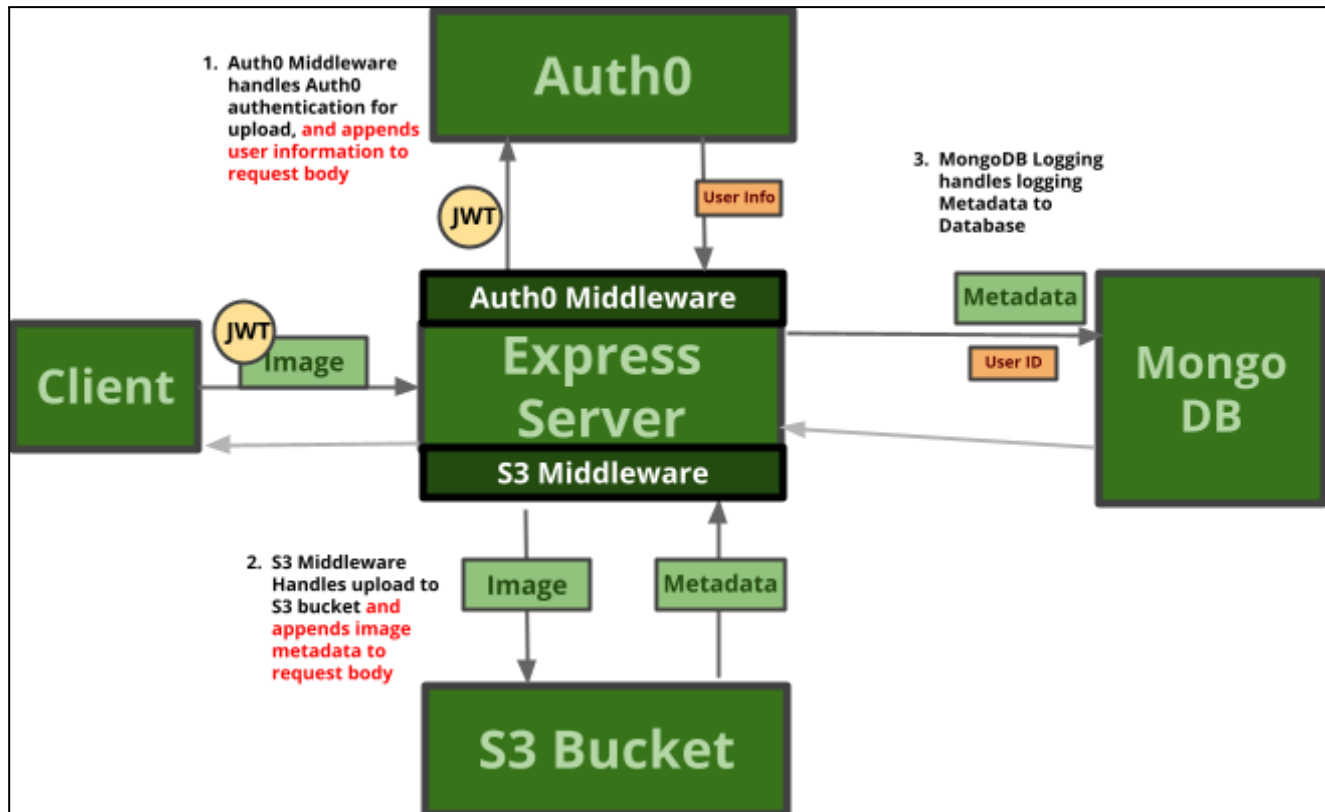 Auth0
1. Auth0 Middleware
handles Auth0
authentication for
upload, and appends
user information to
request body
JWT
User Info
3. MongoDB Logging
handles logging
Metadata to
Database
Auth0 Middleware
Metadata
JWT
Image
Client
Express
Server
User ID
Mongo
DB
S3 Middleware
2. S3 Middleware
Handles upload to
S3 bucket and
appends image
metadata to
request body
Image
Metadata
S3 Bucket